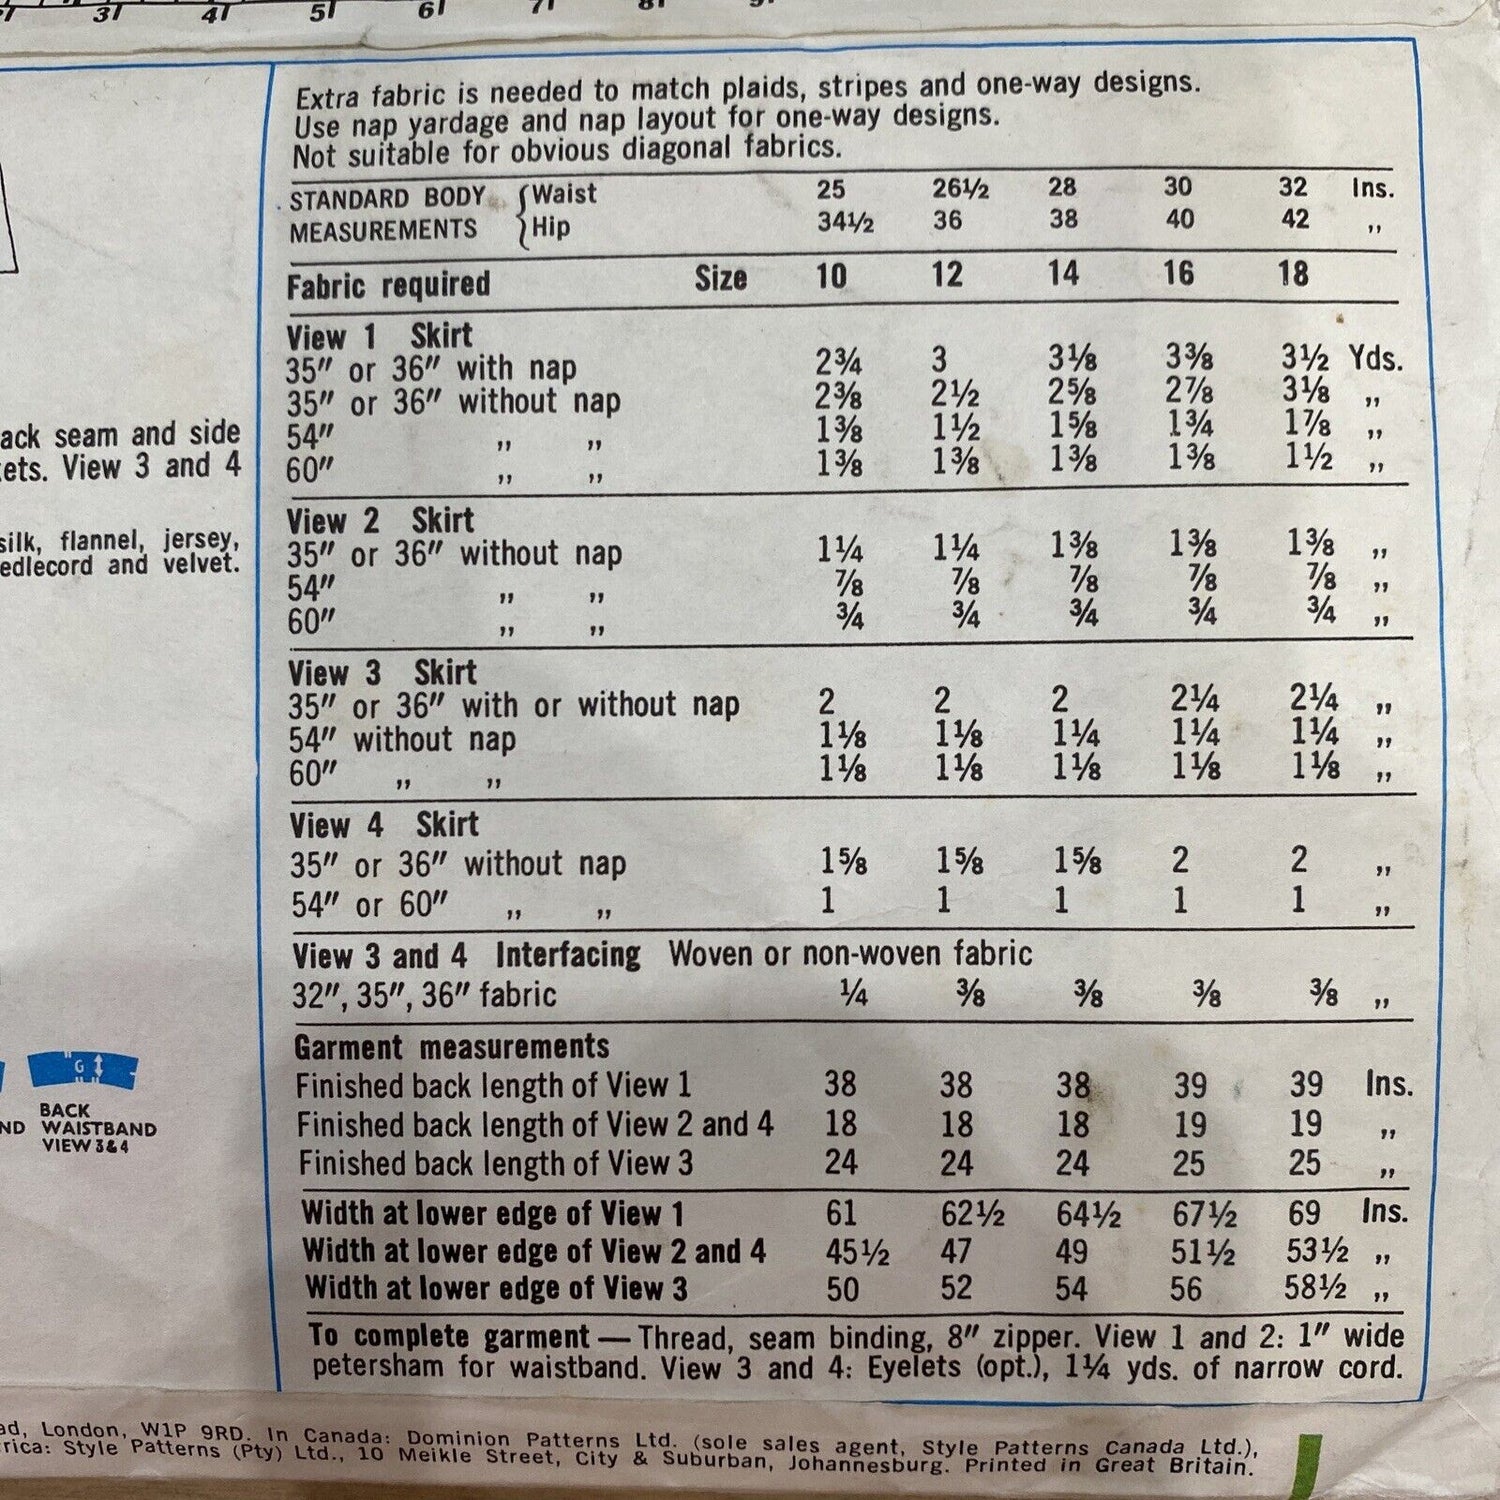 31 41 51 61 71 81
Extra fabric is needed to match plaids, stripes and one-way designs.
Use nap yardage and nap layout for one-way designs.
Not suitable for obvious diagonal fabrics.
STANDARD BODY MEASUREMENTS { Waist 25 26½ 28 30 32 Ins.
Hip 34½ 36 38 40 42 ,,
Fabric required Size 10 12 14 16 18
View 1 Skirt
35″ or 36″ with nap 2¾ 3 3⅛ 3⅜ 3½ Yds.
35″ or 36″ without nap 2⅜ 2½ 2⅝ 2⅞ 3⅛ ,,
54″ ,, ,, 1⅜ 1½ 1⅝ 1¾ 1⅞ ,,
60″ ,, ,, 1⅜ 1⅜ 1⅜ 1⅜ 1½ ,,
View 2 Skirt
35″ or 36″ without nap 1¼ 1¼ 1⅜ 1⅜ 1⅜ ,,
54″ ,, ,, ⅞ ⅞ ⅞ ⅞ ⅞ ,,
60″ ,, ,, ¾ ¾ ¾ ¾ ¾ ,,
View 3 Skirt
35″ or 36″ with or without nap 2 2 2 2¼ 2¼ ,,
54″ without nap 1⅛ 1⅛ 1¼ 1¼ 1¼ ,,
60″ ,, ,, 1⅛ 1⅛ 1⅛ 1⅛ 1⅛ ,,
View 4 Skirt
35″ or 36″ without nap 1⅝ 1⅝ 1⅝ 2 2 ,,
54″ or 60″ ,, ,, 1 1 1 1 1 ,,
View 3 and 4 Interfacing Woven or non-woven fabric
32″, 35″, 36″ fabric ¼ ⅜ ⅜ ⅜ ⅜ ,,
Garment measurements
Finished back length of View 1 38 38 38 39 39 Ins.
Finished back length of View 2 and 4 18 18 18 19 19 ,,
Finished back length of View 3 24 24 24 25 25 ,,
Width at lower edge of View 1 61 62½ 64½ 67½ 69 Ins.
Width at lower edge of View 2 and 4 45½ 47 49 51½ 53½ ,,
Width at lower edge of View 3 50 52 54 56 58½ ,,
To complete garment — Thread, seam binding, 8″ zipper. View 1 and 2: 1″ wide
petersham for waistband. View 3 and 4: Eyelets (opt.), 1¼ yds. of narrow cord.
ack seam and side
ets. View 3 and 4
silk, flannel, jersey,
edlecord and velvet.
G
BACK
ND WAISTBAND
VIEW 3&4
ad, London, W1P 9RD. In Canada: Dominion Patterns Ltd. (sole sales agent, Style Patterns Canada Ltd.),
rica: Style Patterns (Pty) Ltd., 10 Meikle Street, City & Suburban, Johannesburg. Printed in Great Britain.